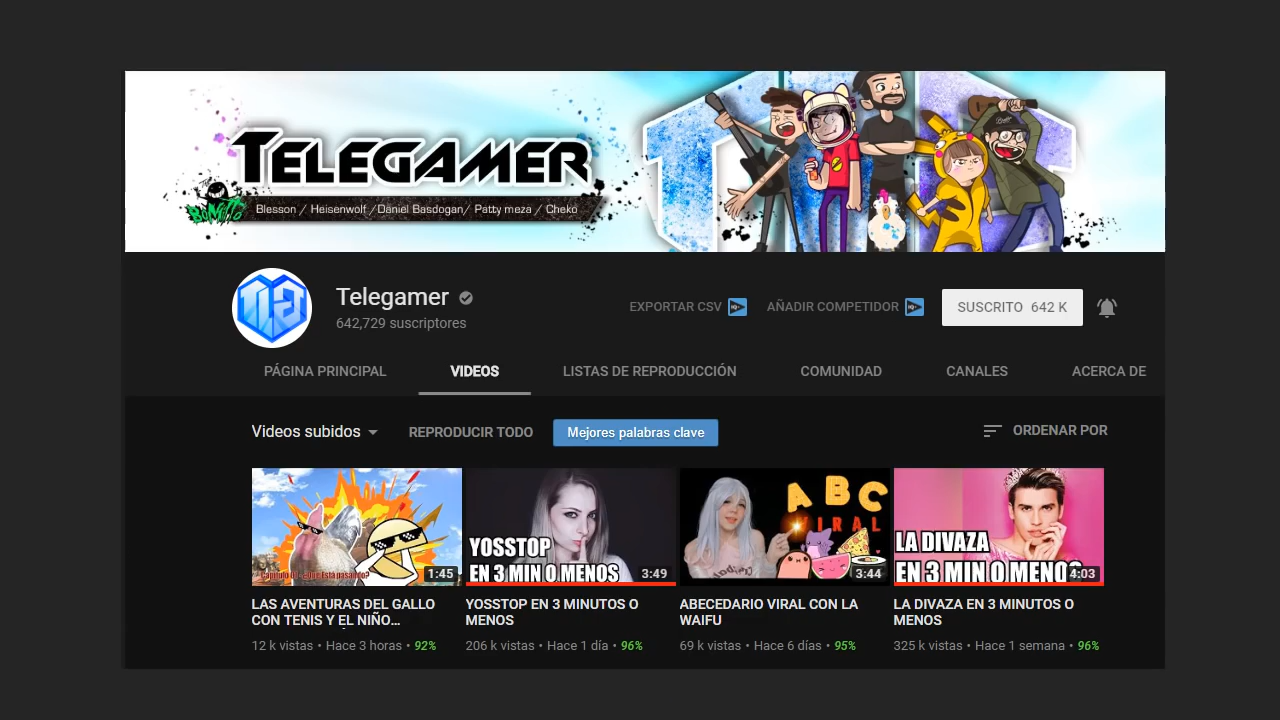 TELEGAMER
BOMITO
Blesson / Heisenwolf /Daniel Basdogan/ Patty meza / Cheko
Telegamer
642,729 suscriptores
EXPORTAR CSV
AÑADIR COMPETIDOR
SUSCRITO 642 K
PÁGINA PRINCIPAL
VIDEOS
LISTAS DE REPRODUCCIÓN
COMUNIDAD
CANALES
ACERCA DE
Videos subidos
REPRODUCIR TODO
Mejores palabras clave
ORDENAR POR
1:45
LAS AVENTURAS DEL GALLO
CON TENIS Y EL NIÑO...
12 k vistas • Hace 3 horas • 92%
YOSSTOP
EN 3 MIN O MENOS
3:49
YOSSTOP EN 3 MINUTOS O
MENOS
206 k vistas • Hace 1 día • 96%
ABC
VIRAL
3:44
ABECEDARIO VIRAL CON LA
WAIFU
69 k vistas • Hace 6 días • 95%
LA DIVAZA
EN 3 MIN O MENOS
4:03
LA DIVAZA EN 3 MINUTOS O
MENOS
325 k vistas • Hace 1 semana • 96%